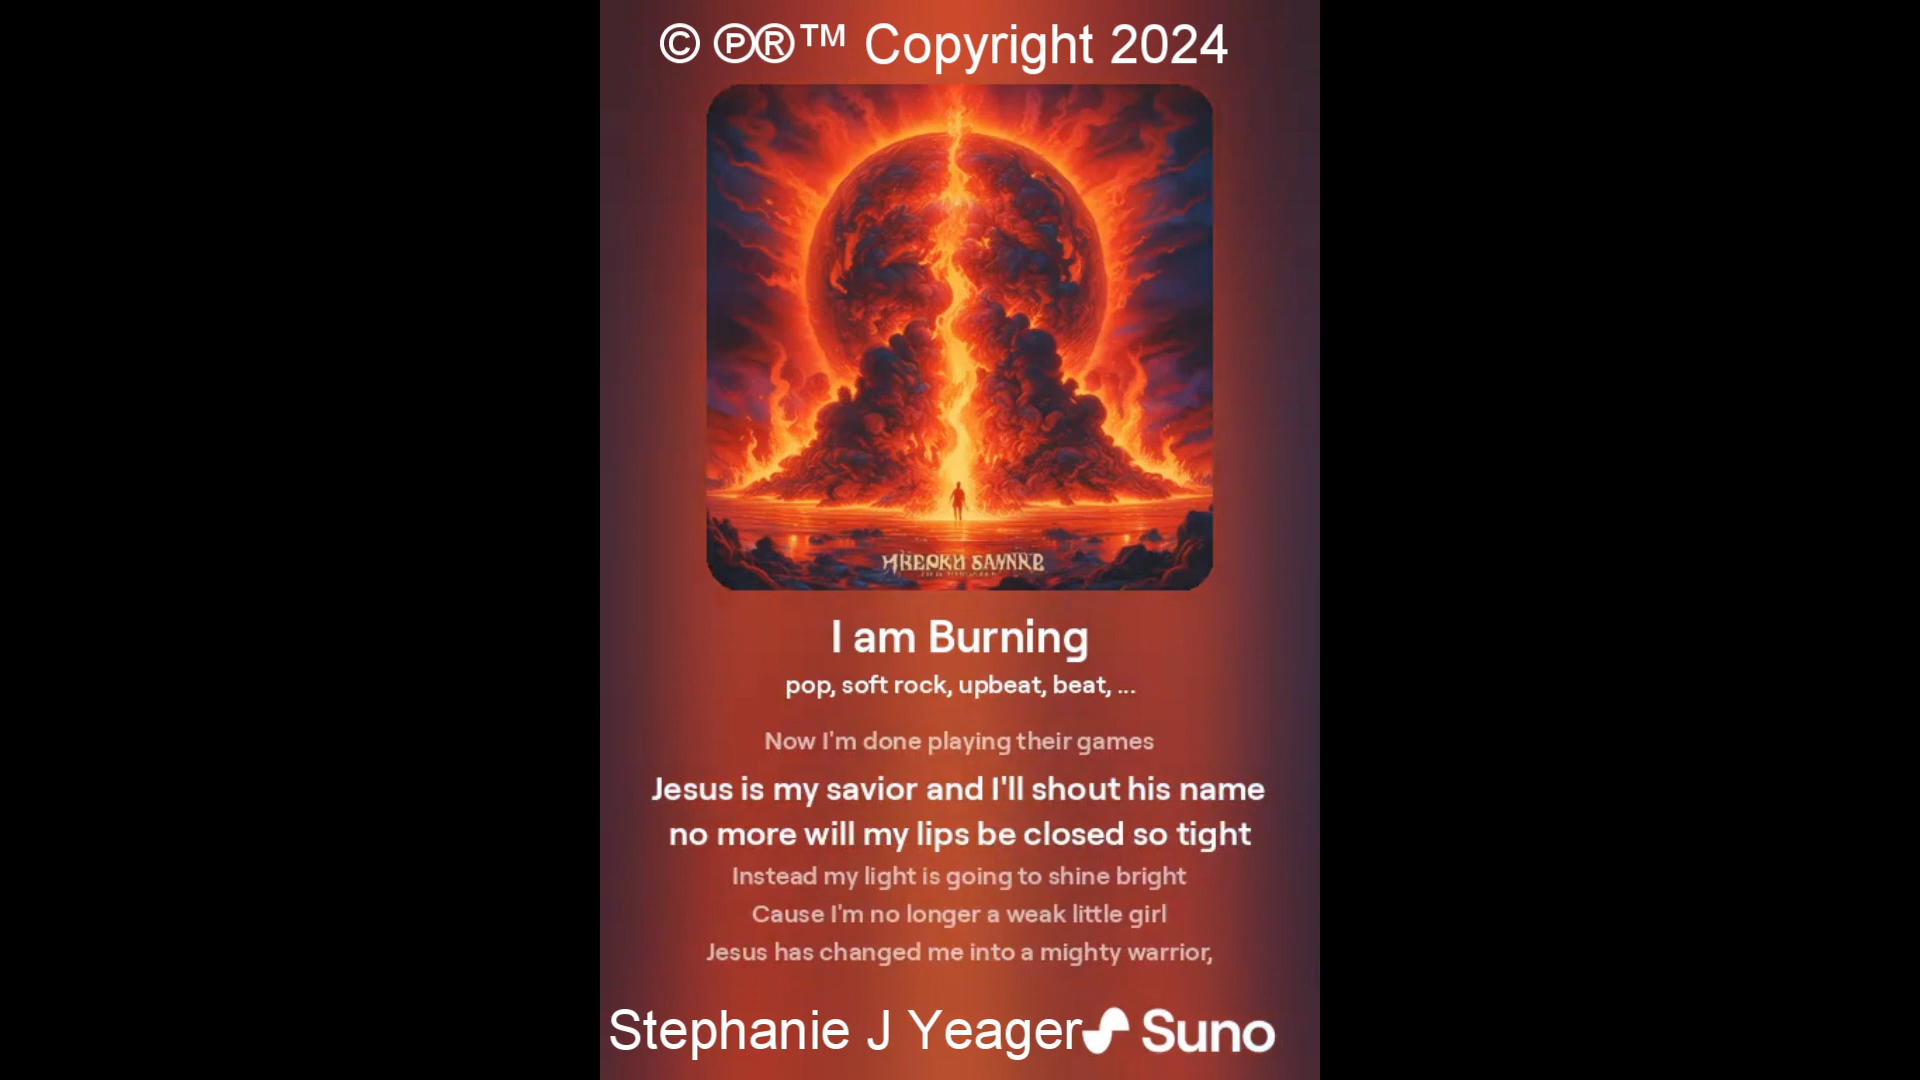 © ℗®™ Copyright 2024
I am Burning
pop, soft rock, upbeat, beat, ...
Now I'm done playing their games
Jesus is my savior and I'll shout his name
no more will my lips be closed so tight
Instead my light is going to shine bright
Cause I'm no longer a weak little girl
Jesus has changed me into a mighty warrior,
Stephanie J Yeager Suno